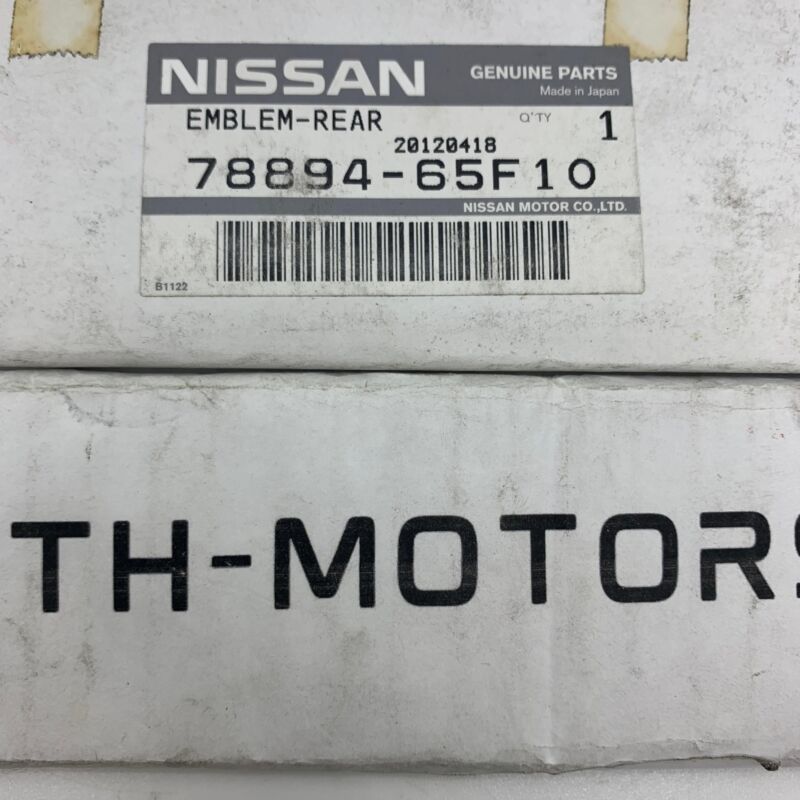 NISSAN GENUINE PARTS
Made in Japan
EMBLEM-REAR Q'TY 1
20120418
78894-65F10
NISSAN MOTOR CO.,LTD.
B1122
TH-MOTORS